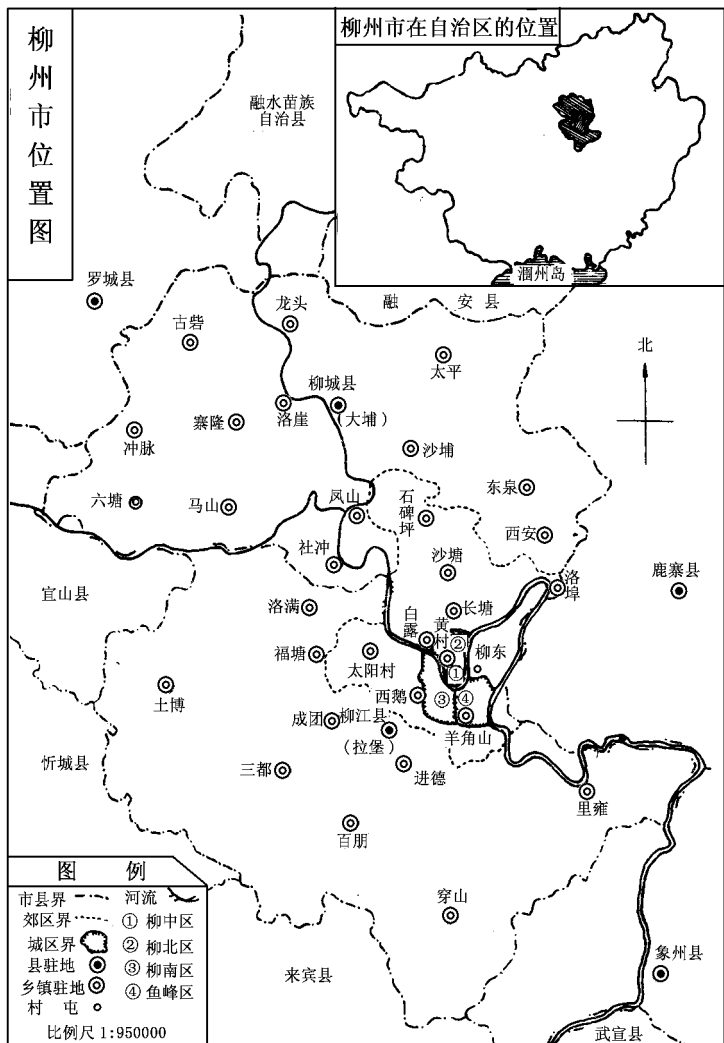 柳州市位置图
柳州市在自治区的位置
涠州岛
融水苗族
自治县
罗城县
融安县
古砦
龙头
太平
北
柳城县
(大埔)
洛崖
寨隆
冲脉
沙埔
六塘
马山
凤山
石碑坪
东泉
西安
社冲
沙塘
洛埠
鹿寨县
宜山县
洛满
长塘
白露
黄村
②
柳东
福塘
太阳村
①
土博
西鹅
③
④
成团
柳江县
(拉堡)
羊角山
忻城县
三都
进德
里雍
百朋
穿山
来宾县
象州县
武宣县
图例
市县界
河流
郊区界
① 柳中区
城区界
② 柳北区
县驻地
③ 柳南区
乡镇驻地
④ 鱼峰区
村屯
比例尺 1:950000